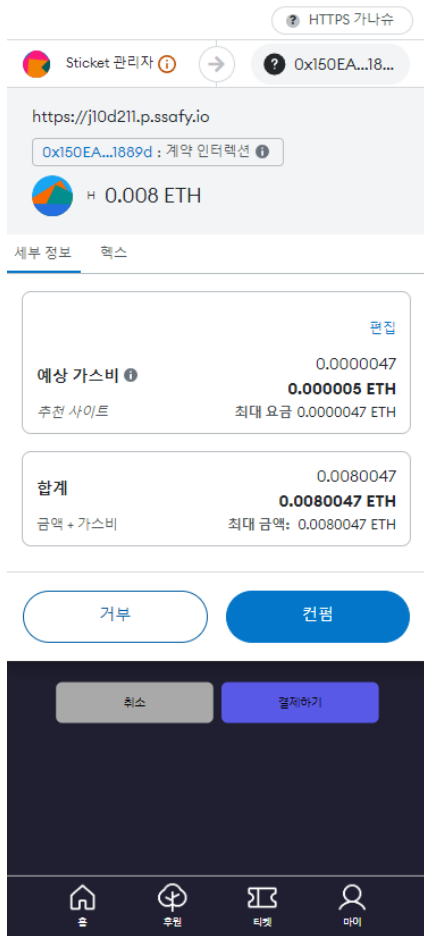 HTTPS 가나슈
Sticket 관리자
0x150EA...18...
https://j10d211.p.ssafy.io
0x150EA...1889d : 계약 인터렉션
H 0.008 ETH
세부 정보 헥스
편집
0.0000047
예상 가스비 0.000005 ETH
추천 사이트 최대 요금 0.0000047 ETH
0.0080047
합계 0.0080047 ETH
금액 + 가스비 최대 금액: 0.0080047 ETH
거부 컨펌
취소 결제하기
홈 후원 티켓 마이